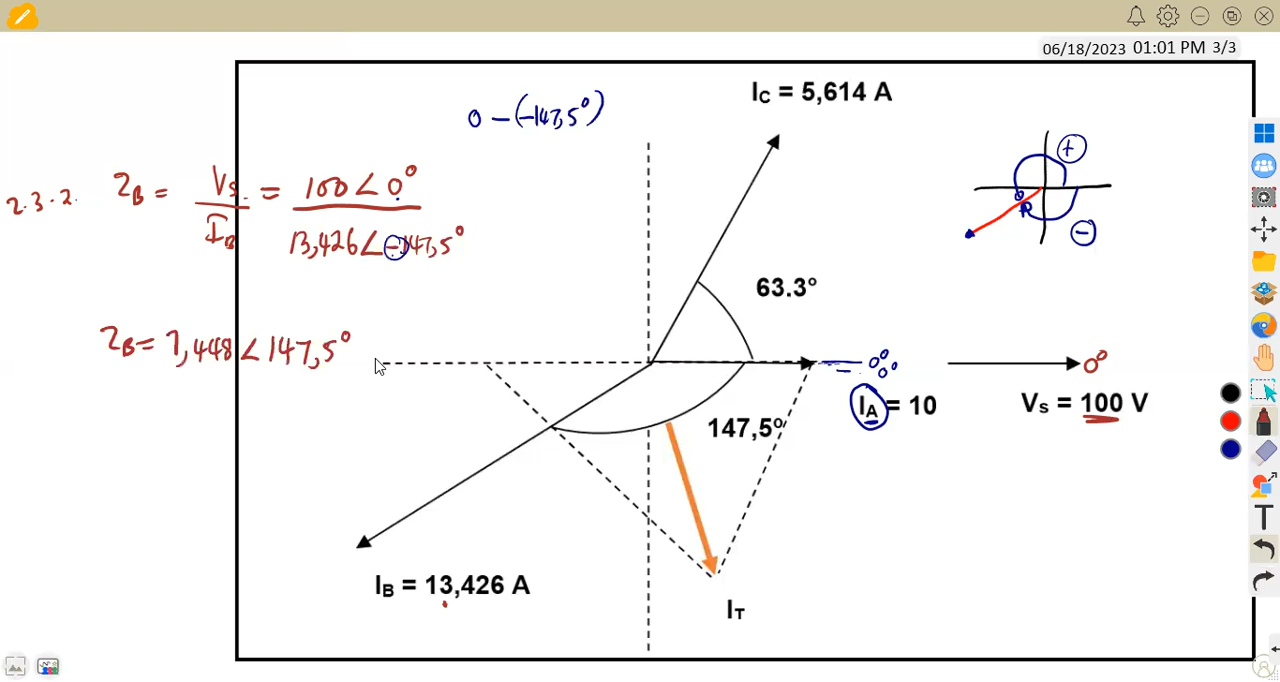 06/18/2023 01:01 PM 3/3
I_C = 5,614 A
0 - (-147,5°)
+
2.3.2. Z_B = V_S / I_B = 100∠0° / 13,426∠-147,5°
-
63.3°
Z_B = 7,448∠147,5°
0°
0°
I_A = 10
V_S = 100 V
147,5°
I_B = 13,426 A
I_T
T